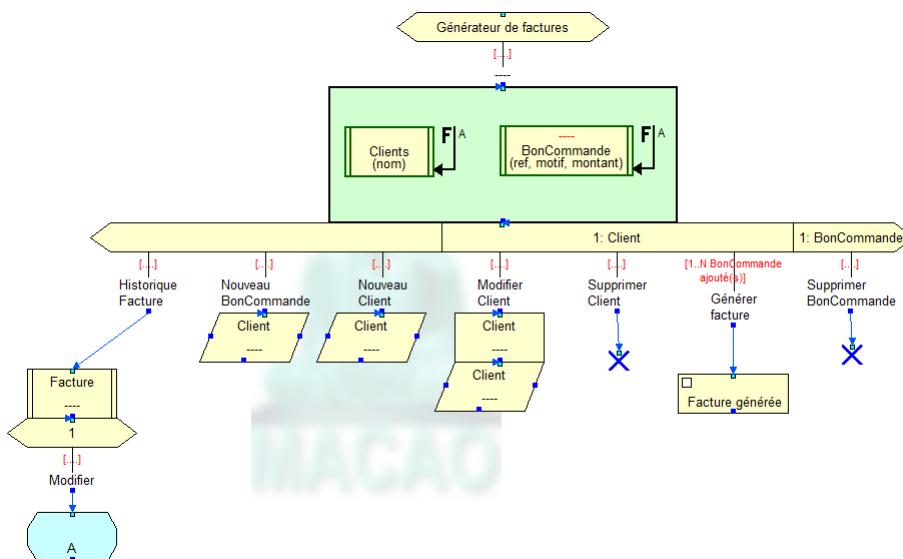 Générateur de factures
[....]
----
F A
F A
Clients
(nom)
----
BonCommande
(ref, motif, montant)
1: Client
1: BonCommande
[....]
[....]
[....]
[....]
[....]
[1..N BonCommande
ajouté(s)]
[....]
Historique
Facture
Nouveau
BonCommande
Nouveau
Client
Modifier
Client
Supprimer
Client
Générer
facture
Supprimer
BonCommande
Client
----
Client
----
Client
Client
----
Facture générée
Facture
----
1
[....]
Modifier
A
MACAO